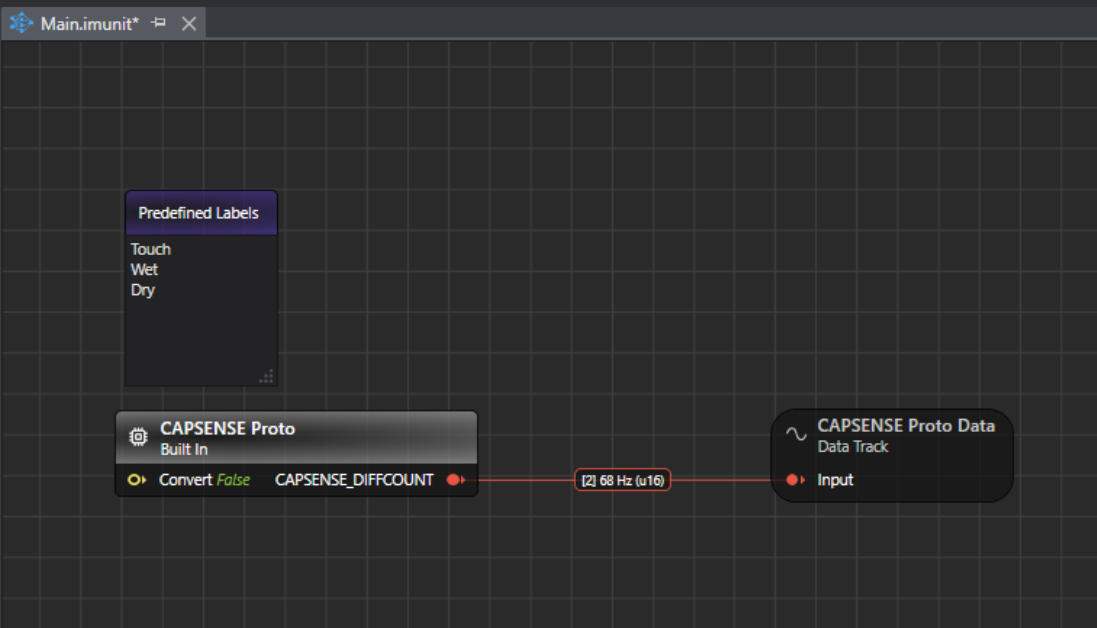 Main.imunit*
Predefined Labels
Touch
Wet
Dry
CAPSENSE Proto
Built In
Convert False CAPSENSE_DIFFCOUNT
[2] 68 Hz (u16)
CAPSENSE Proto Data
Data Track
Input